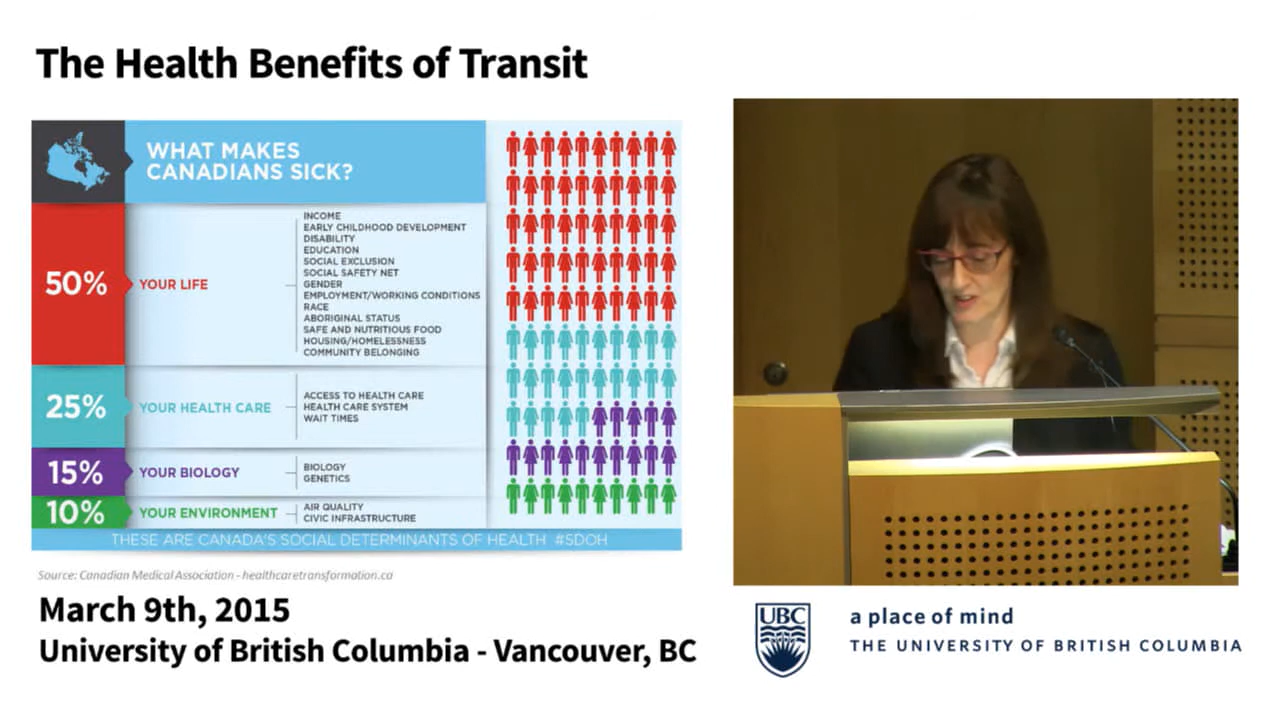 The Health Benefits of Transit
WHAT MAKES
CANADIANS SICK?
50%
YOUR LIFE
INCOME
EARLY CHILDHOOD DEVELOPMENT
DISABILITY
EDUCATION
SOCIAL EXCLUSION
SOCIAL SAFETY NET
GENDER
EMPLOYMENT/WORKING CONDITIONS
RACE
ABORIGINAL STATUS
SAFE AND NUTRITIOUS FOOD
HOUSING/HOMELESSNESS
COMMUNITY BELONGING
25%
YOUR HEALTH CARE
ACCESS TO HEALTH CARE
HEALTH CARE SYSTEM
WAIT TIMES
15%
YOUR BIOLOGY
BIOLOGY
GENETICS
10%
YOUR ENVIRONMENT
AIR QUALITY
CIVIC INFRASTRUCTURE
THESE ARE CANADA'S SOCIAL DETERMINANTS OF HEALTH #SDOH
Source: Canadian Medical Association - healthcaretransformation.ca
March 9th, 2015
University of British Columbia - Vancouver, BC
UBC
a place of mind
THE UNIVERSITY OF BRITISH COLUMBIA